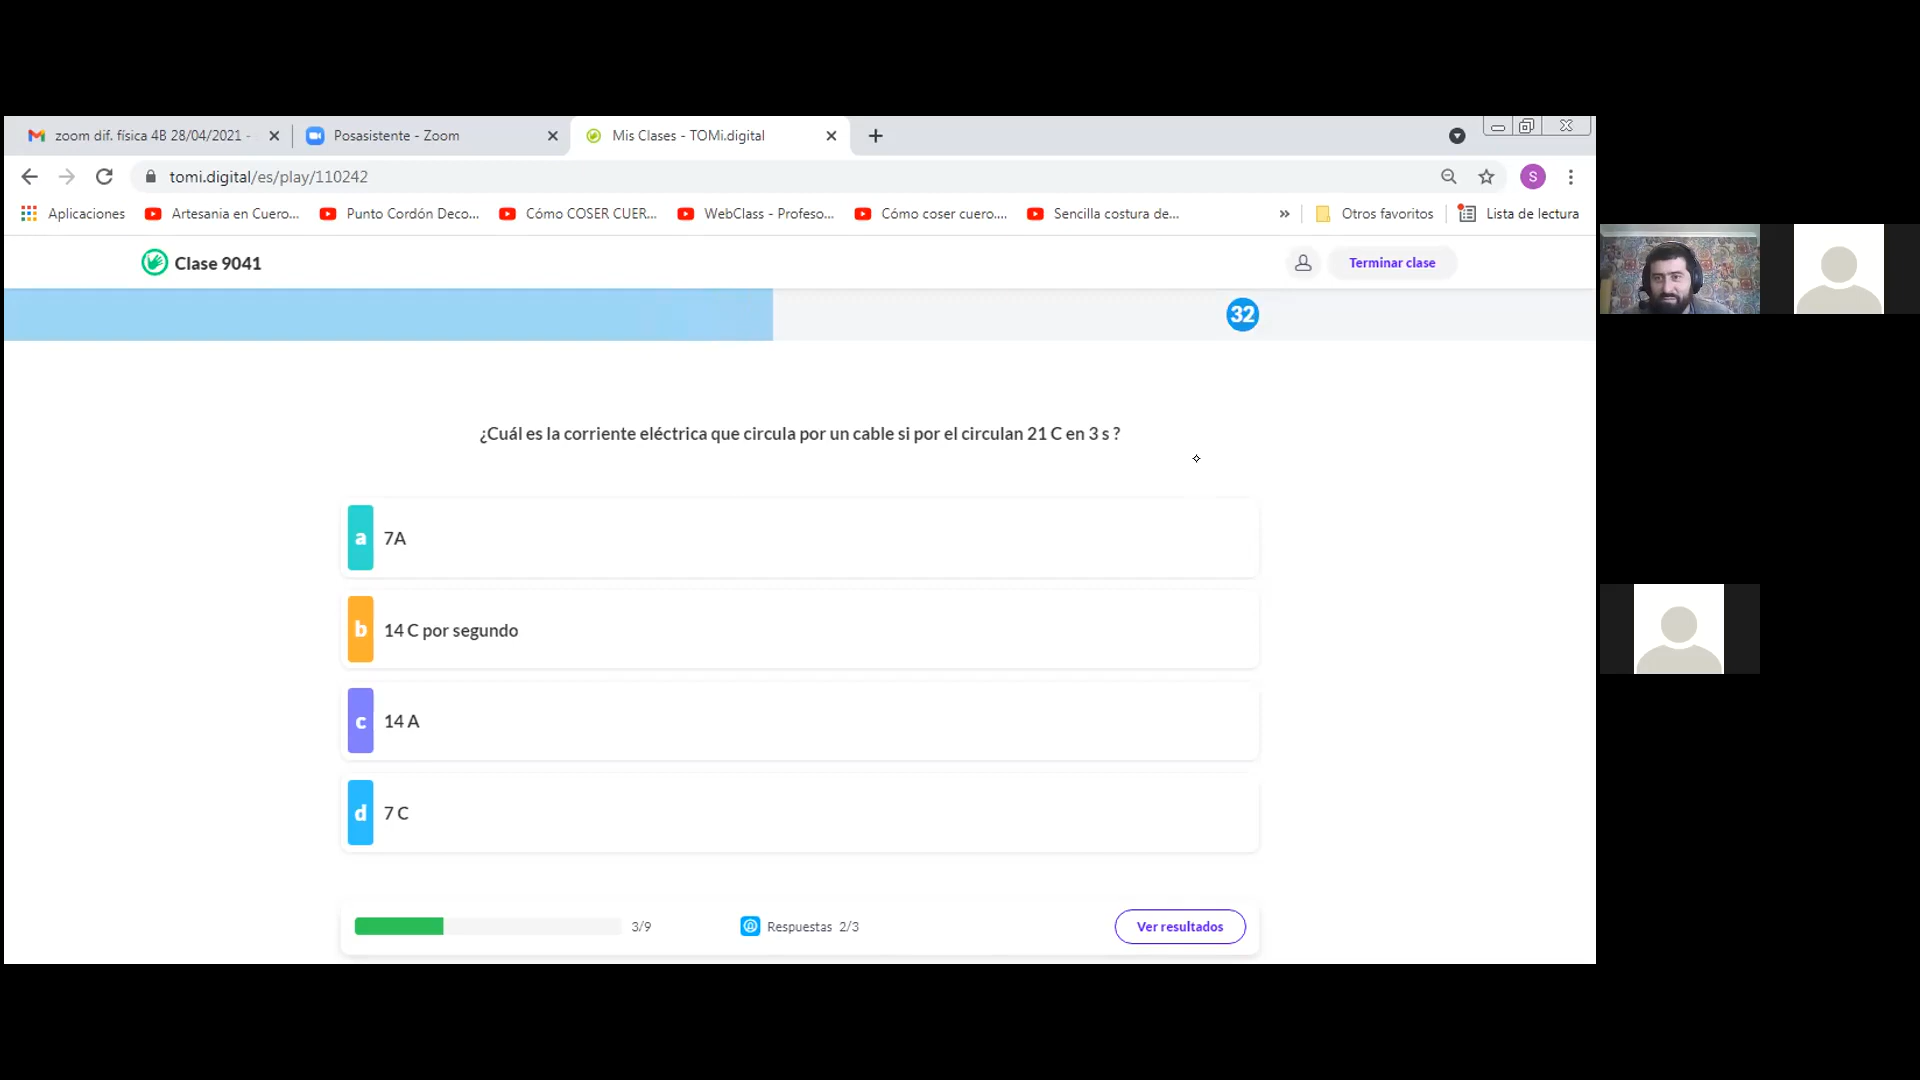 zoom dif. física 4B 28/04/2021 -
Posasistente - Zoom
Mis Clases - TOMi.digital
tomi.digital/es/play/110242
S
Aplicaciones
Artesania en Cuero...
Punto Cordón Deco...
Cómo COSER CUER...
WebClass - Profeso...
Cómo coser cuero....
Sencilla costura de...
»
Otros favoritos
Lista de lectura
Clase 9041
Terminar clase
32
¿Cuál es la corriente eléctrica que circula por un cable si por el circulan 21 C en 3 s ?
a 7A
b 14 C por segundo
c 14 A
d 7 C
3/9
Respuestas 2/3
Ver resultados